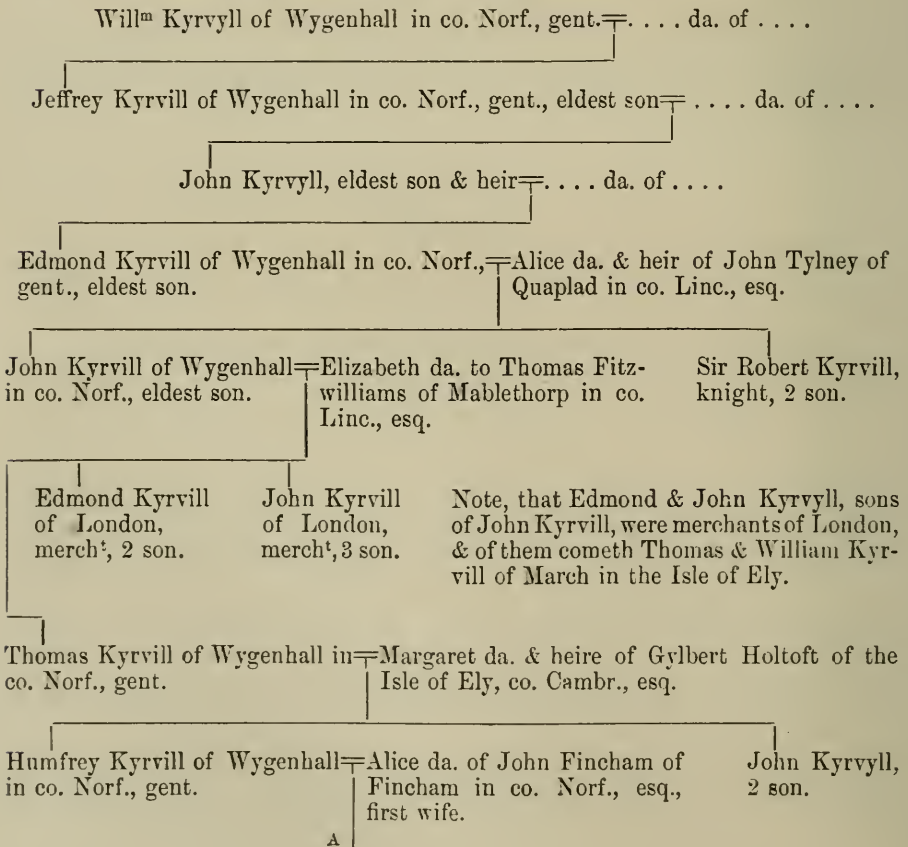 Willᵐ Kyrvyll of Wygenhall in co. Norf., gent.=. . . . da. of . . . .
Jeffrey Kyrvill of Wygenhall in co. Norf., gent., eldest son= . . . . da. of . . . .
John Kyrvyll, eldest son & heir=. . . . da. of . . . .
Edmond Kyrvill of Wygenhall in co. Norf.,=Alice da. & heir of John Tylney of
gent., eldest son. Quaplad in co. Linc., esq.
John Kyrvill of Wygenhall=Elizabeth da. to Thomas Fitz- Sir Robert Kyrvill,
in co. Norf., eldest son. williams of Mablethorp in co. knight, 2 son.
Linc., esq.
Edmond Kyrvill John Kyrvill Note, that Edmond & John Kyrvyll, sons
of London, of London, of John Kyrvill, were merchants of London,
merchᵗ, 2 son. merchᵗ, 3 son. & of them cometh Thomas & William Kyr-
vill of March in the Isle of Ely.
Thomas Kyrvill of Wygenhall in=Margaret da. & heire of Gylbert Holtoft of the
co. Norf., gent. Isle of Ely, co. Cambr., esq.
Humfrey Kyrvill of Wygenhall=Alice da. of John Fincham of John Kyrvyll,
in co. Norf., gent. Fincham in co. Norf., esq., 2 son.
first wife.
A